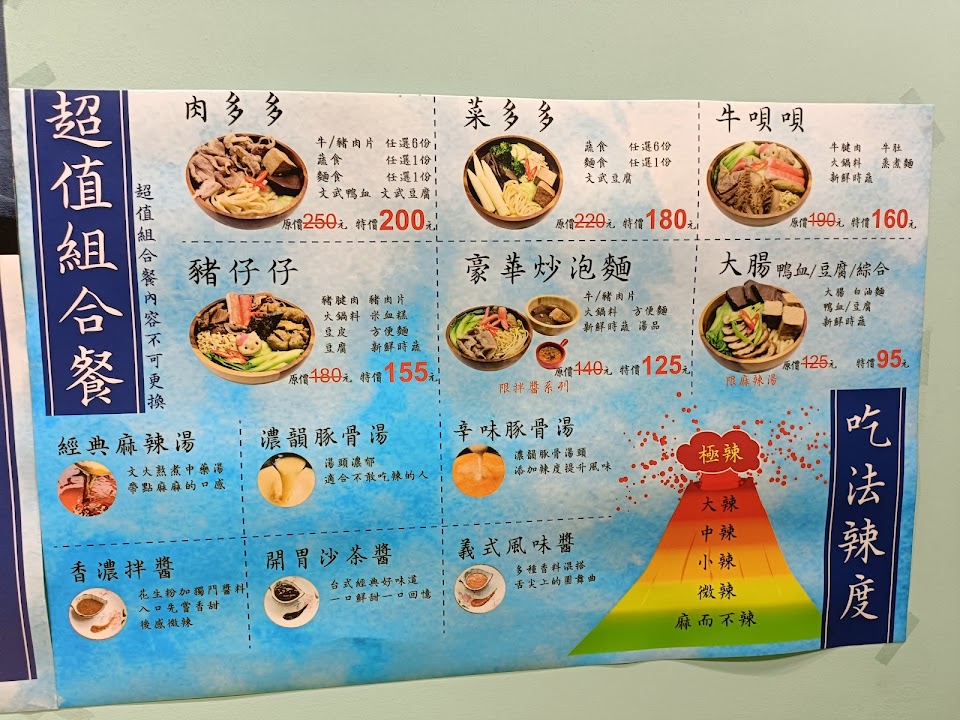 超值組合餐
超值組合餐內容不可更換
肉多多
牛/豬肉片 任選6份
蔬食 任選1份
麵食 任選1份
文武鴨血 文武豆腐
原價250元 特價200元
菜多多
蔬食 任選6份
麵食 任選1份
文武豆腐
原價220元 特價180元
牛唄唄
牛腱肉 牛肚
火鍋料 蒸煮麵
新鮮時蔬
原價190元 特價160元
豬仔仔
豬腱肉 豬肉片
火鍋料 米血糕
豆皮 方便麵
豆腐 新鮮時蔬
原價180元 特價155元
豪華炒泡麵
牛/豬肉片
火鍋料 方便麵
新鮮時蔬 湯品
原價140元 特價125元
限拌醬系列
大腸鴨血/豆腐/綜合
大腸 白油麵
鴨血/豆腐
新鮮時蔬
原價125元 特價95元
限麻辣湯
經典麻辣湯
文火熬煮中藥湯
帶點麻麻的口感
濃韻豚骨湯
湯頭濃郁
適合不敢吃辣的人
辛味豚骨湯
濃韻豚骨湯頭
添加辣度提升風味
香濃拌醬
花生粉加獨門醬料
入口先嘗香甜
後感微辣
開胃沙茶醬
台式經典好味道
一口鮮甜一口回憶
義式風味醬
多種香料混搭
舌尖上的圓舞曲
吃法辣度
極辣
大辣
中辣
小辣
微辣
麻而不辣